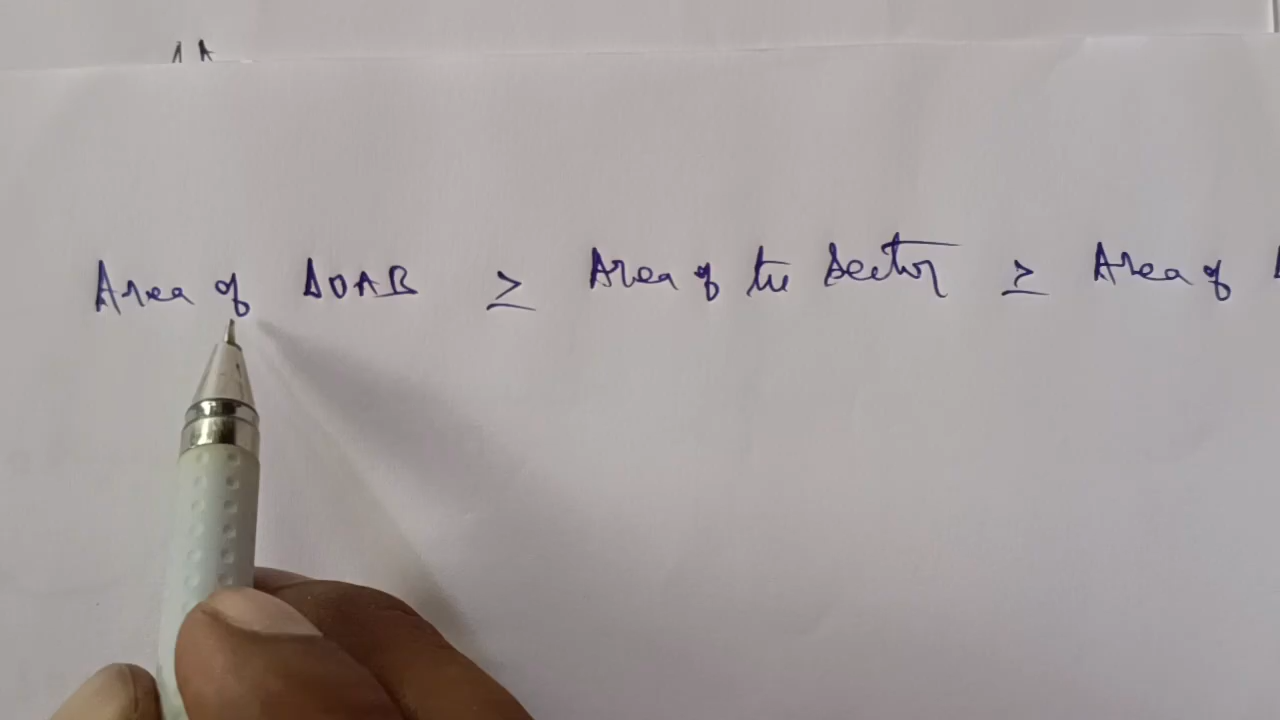 Area of ΔOAB ≥ Area of the sector ≥ Area of